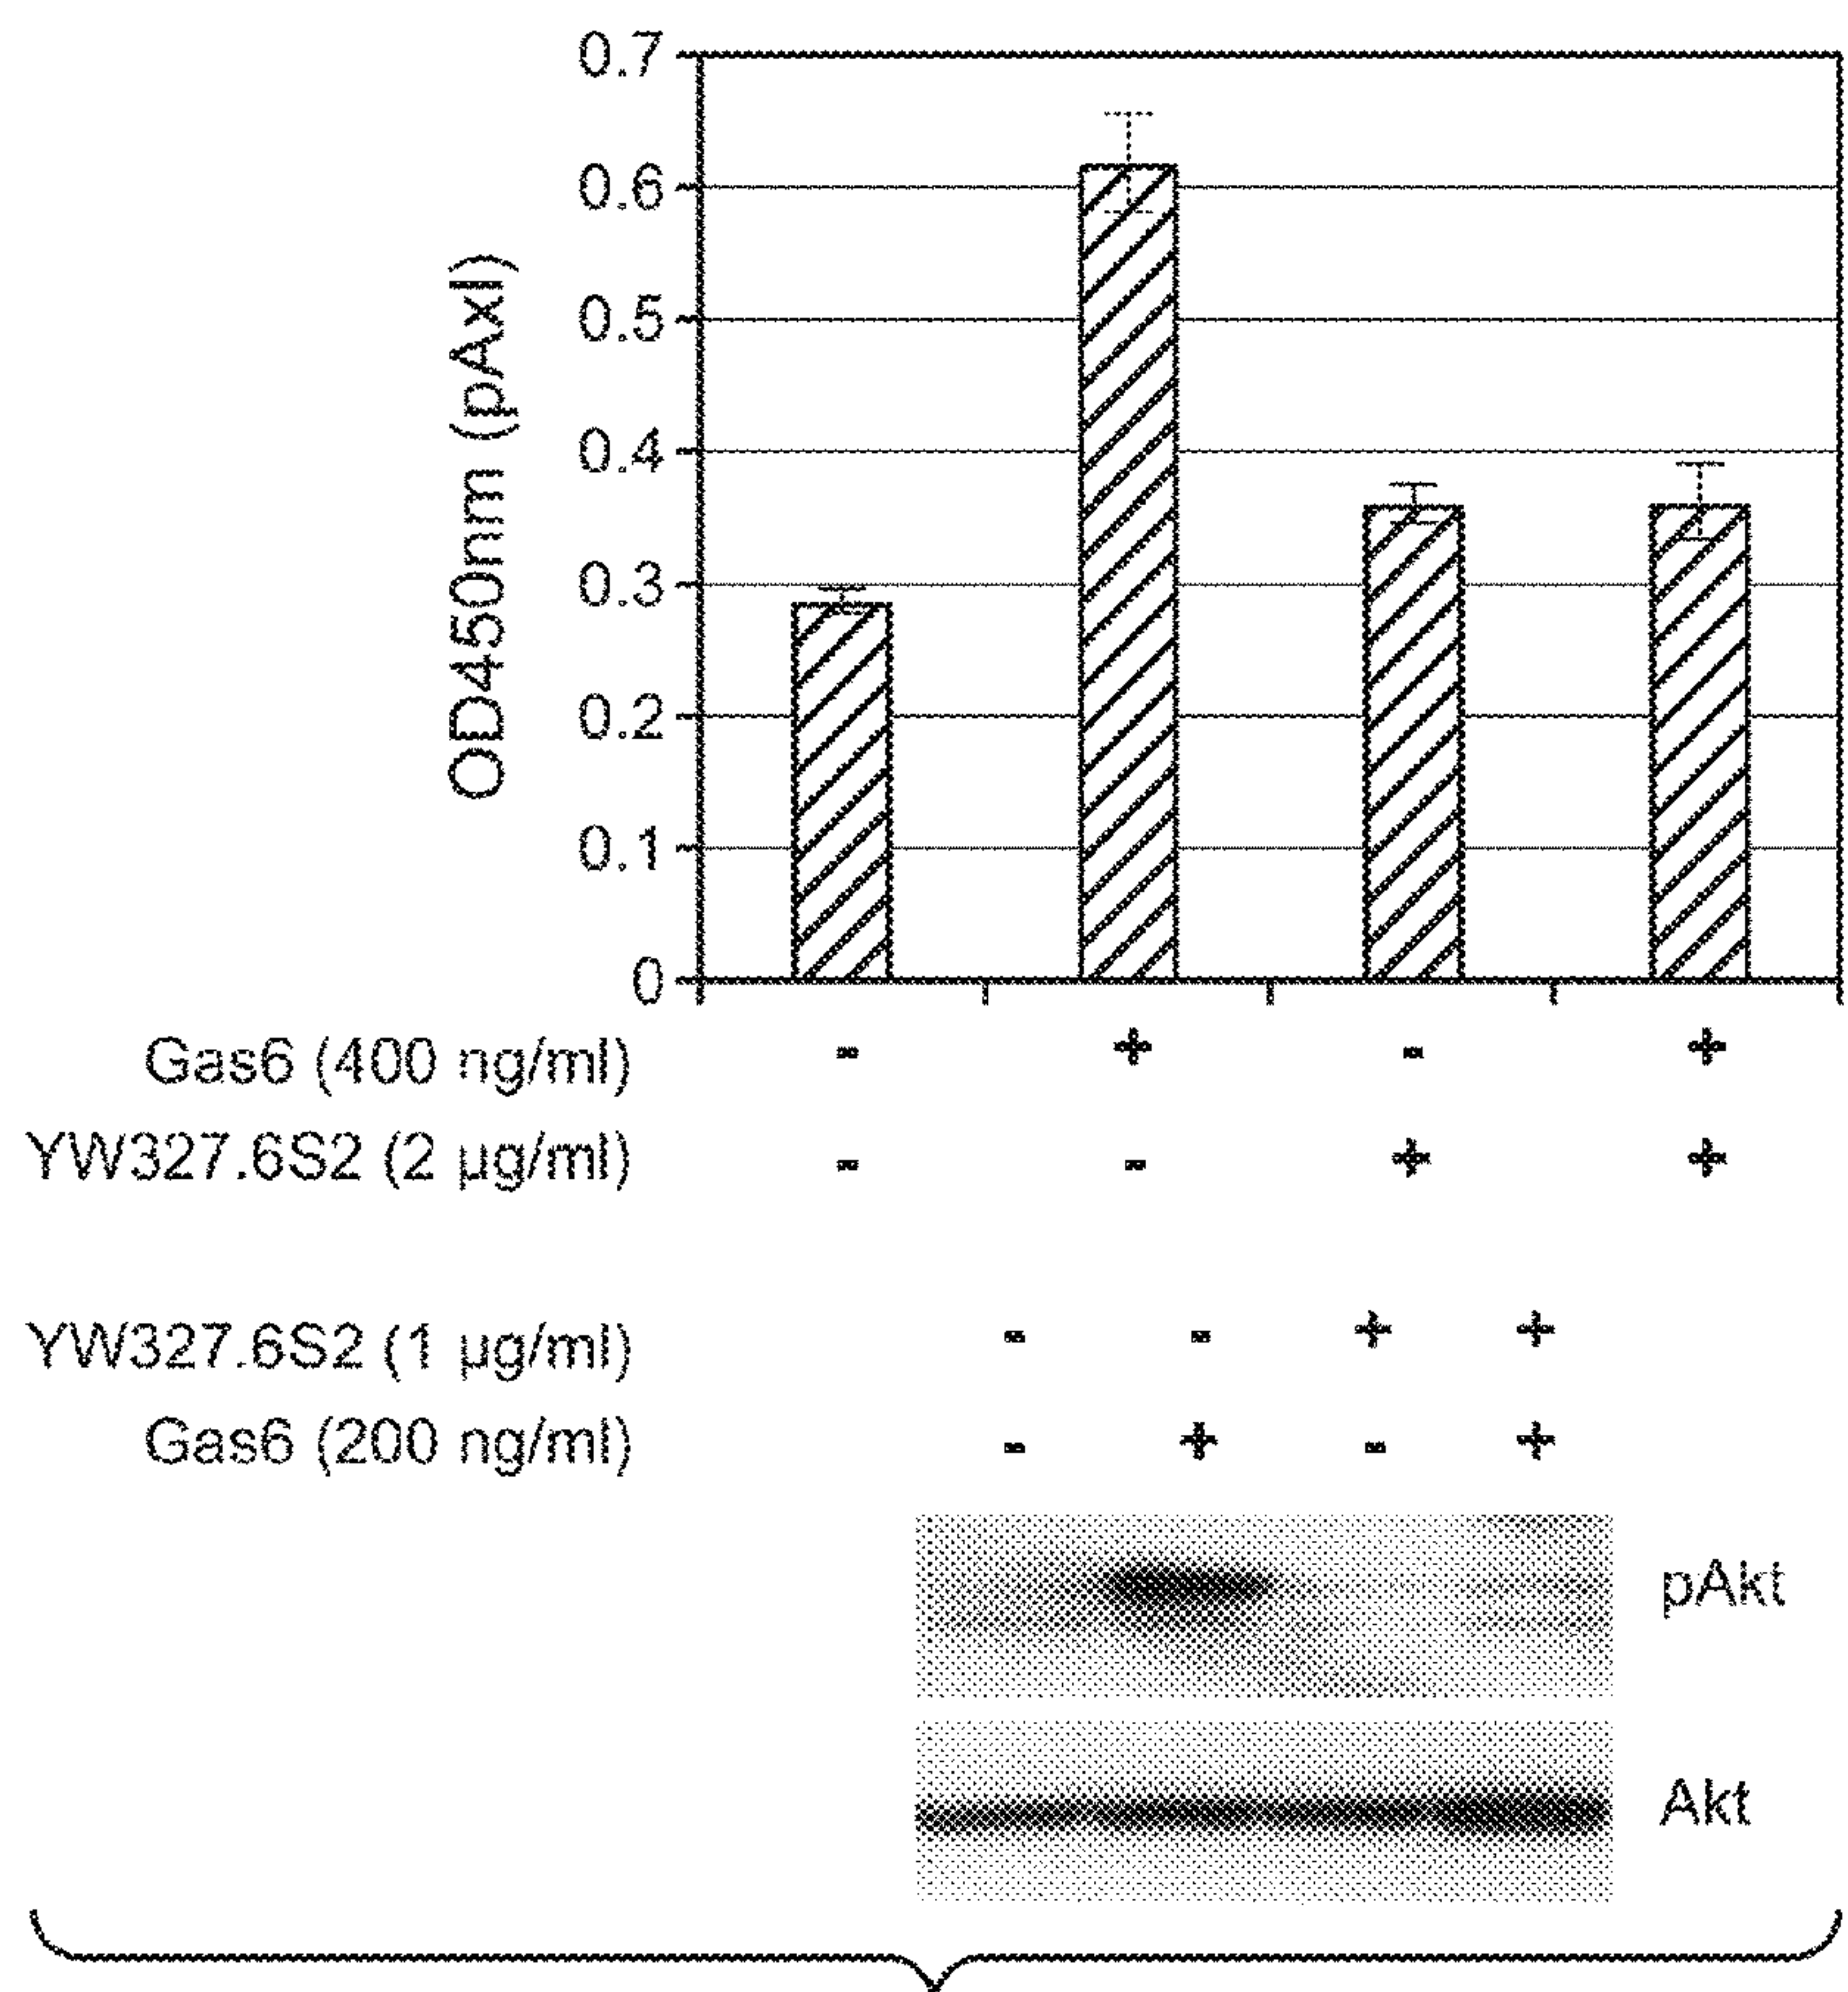 0.7
0.6
0.5
0.4
0.3
0.2
0.1
0
OD450nm (pAxl)
Gas6 (400 ng/ml) - + - +
YW327.6S2 (2 µg/ml) - - + +
YW327.6S2 (1 µg/ml) - - + +
Gas6 (200 ng/ml) - + - +
pAkt
Akt